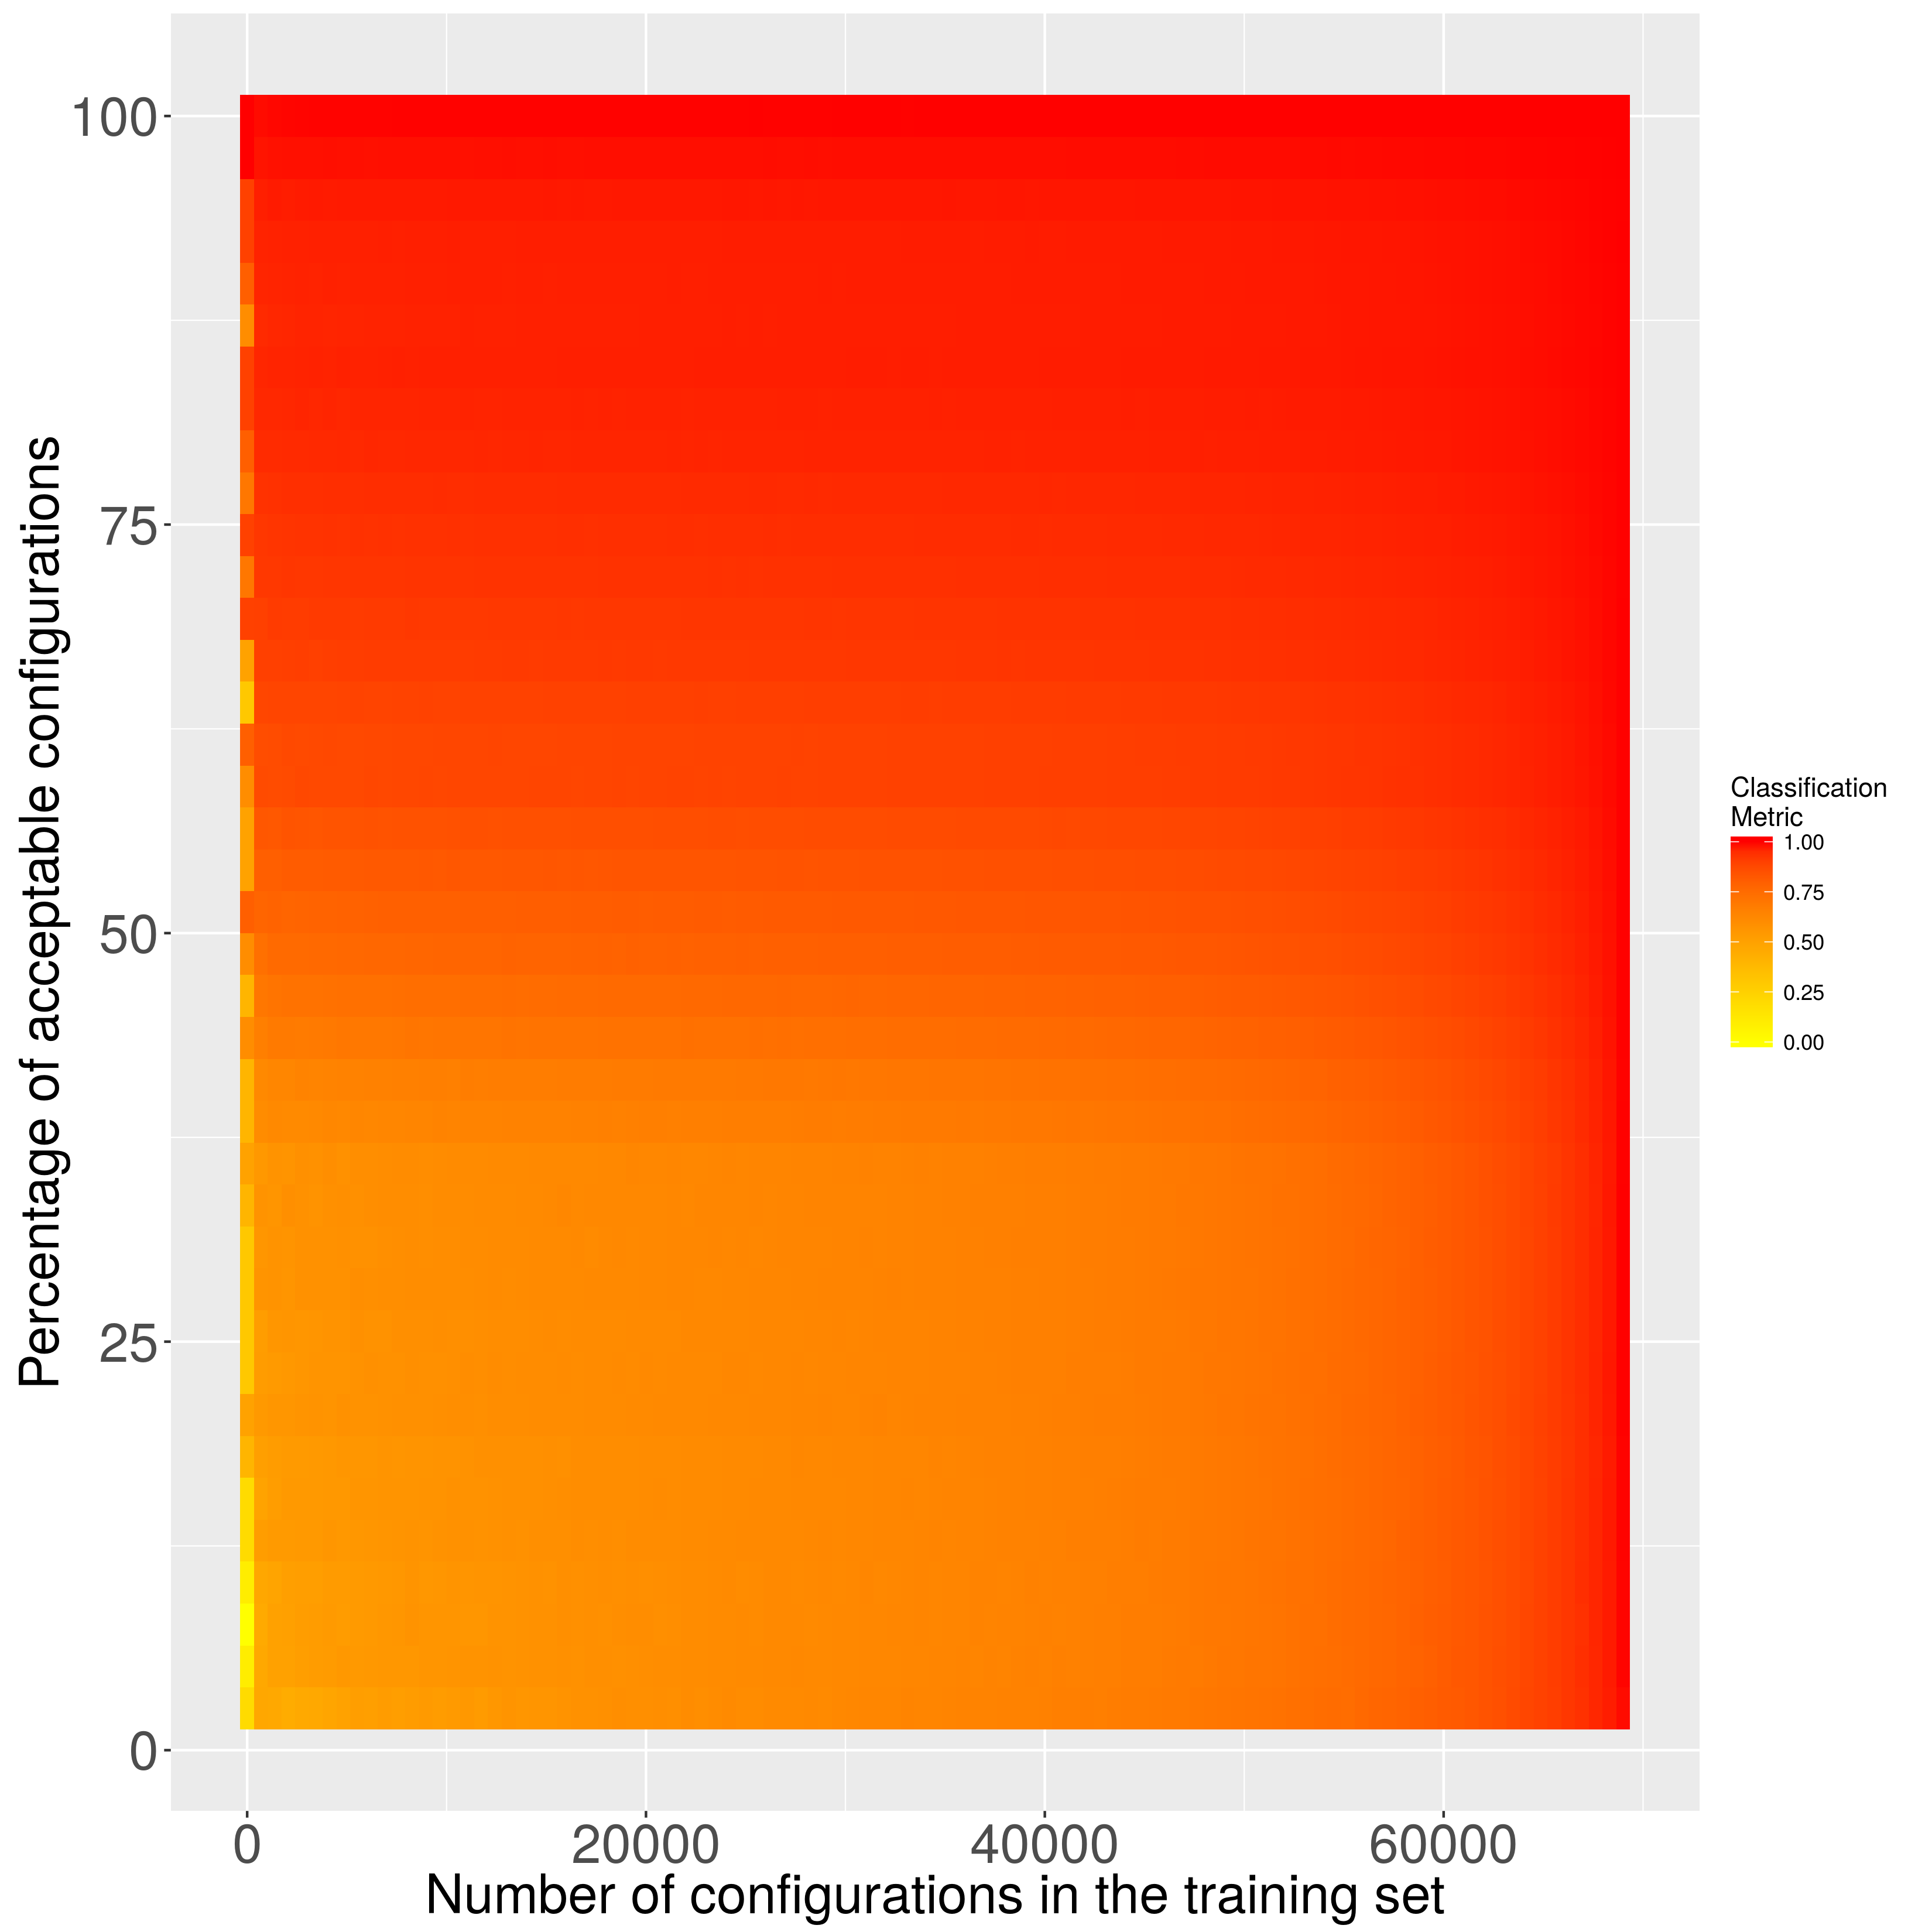 100
75
50
25
0
Percentage of acceptable configurations
0 20000 40000 60000
Number of configurations in the training set
Classification
Metric
1.00
0.75
0.50
0.25
0.00